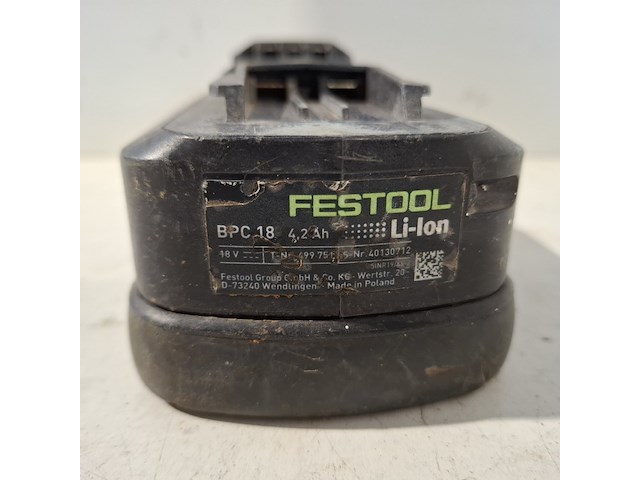 FESTOOL
BPC 18 4,2 Ah Li-Ion
18 V T-Nr. 499 751 S-Nr. 40130712
Festool Group GmbH & Co. KG · Wertstr. 20
D-73240 Wendlingen · Made in Poland